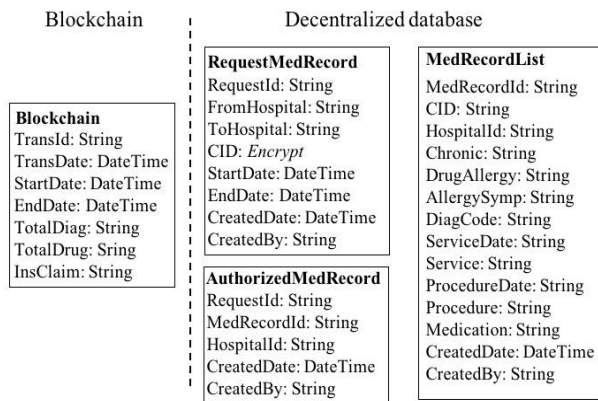 Blockchain
Decentralized database
Blockchain
TransId: String
TransDate: DateTime
StartDate: DateTime
EndDate: DateTime
TotalDiag: String
TotalDrug: Sring
InsClaim: String
RequestMedRecord
RequestId: String
FromHospital: String
ToHospital: String
CID: Encrypt
StartDate: DateTime
EndDate: DateTime
CreatedDate: DateTime
CreatedBy: String
AuthorizedMedRecord
RequestId: String
MedRecordId: String
HospitalId: String
CreatedDate: DateTime
CreatedBy: String
MedRecordList
MedRecordId: String
CID: String
HospitalId: String
Chronic: String
DrugAllergy: String
AllergySymp: String
DiagCode: String
ServiceDate: String
Service: String
ProcedureDate: String
Procedure: String
Medication: String
CreatedDate: DateTime
CreatedBy: String